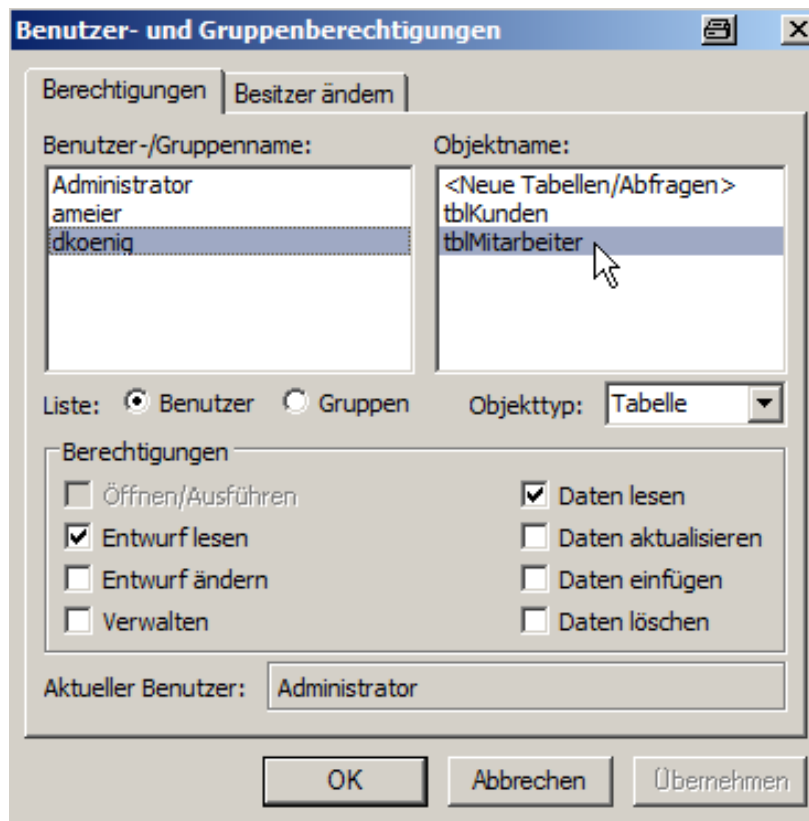 Benutzer- und Gruppenberechtigungen
Berechtigungen Besitzer ändern
Benutzer-/Gruppenname: Objektname:
Administrator <Neue Tabellen/Abfragen>
ameier tblKunden
dkoenig tblMitarbeiter
Liste: Benutzer Gruppen Objekttyp: Tabelle
Berechtigungen
Öffnen/Ausführen Daten lesen
Entwurf lesen Daten aktualisieren
Entwurf ändern Daten einfügen
Verwalten Daten löschen
Aktueller Benutzer: Administrator
OK Abbrechen Übernehmen